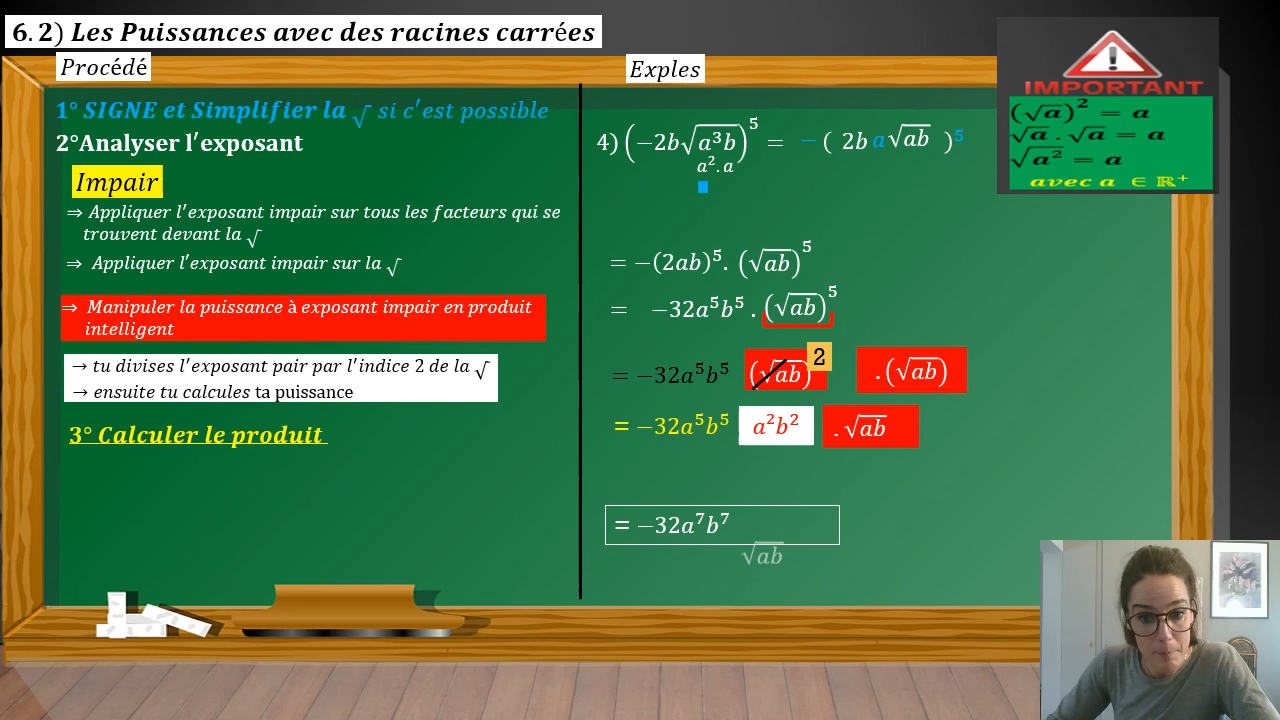 6.2) Les Puissances avec des racines carrées
Procédé
Exples
IMPORTANT
(√a)² = a
√a . √a = a
√a² = a
avec a ∈ ℝ⁺
1° SIGNE et Simplifier la √ si c'est possible
2°Analyser l'exposant
Impair
⇒ Appliquer l'exposant impair sur tous les facteurs qui se
trouvent devant la √
⇒ Appliquer l'exposant impair sur la √
⇒ Manipuler la puissance à exposant impair en produit
intelligent
→ tu divises l'exposant pair par l'indice 2 de la √
→ ensuite tu calcules ta puissance
3° Calculer le produit
4) (−2b√(a³b))⁵ = − ( 2b a√(ab) )⁵
a². a
= −(2ab)⁵. (√(ab))⁵
= −32a⁵b⁵ . (√(ab))⁵
= −32a⁵b⁵ (√(ab))² . (√(ab))
= −32a⁵b⁵ a²b² . √(ab)
= −32a⁷b⁷
√(ab)